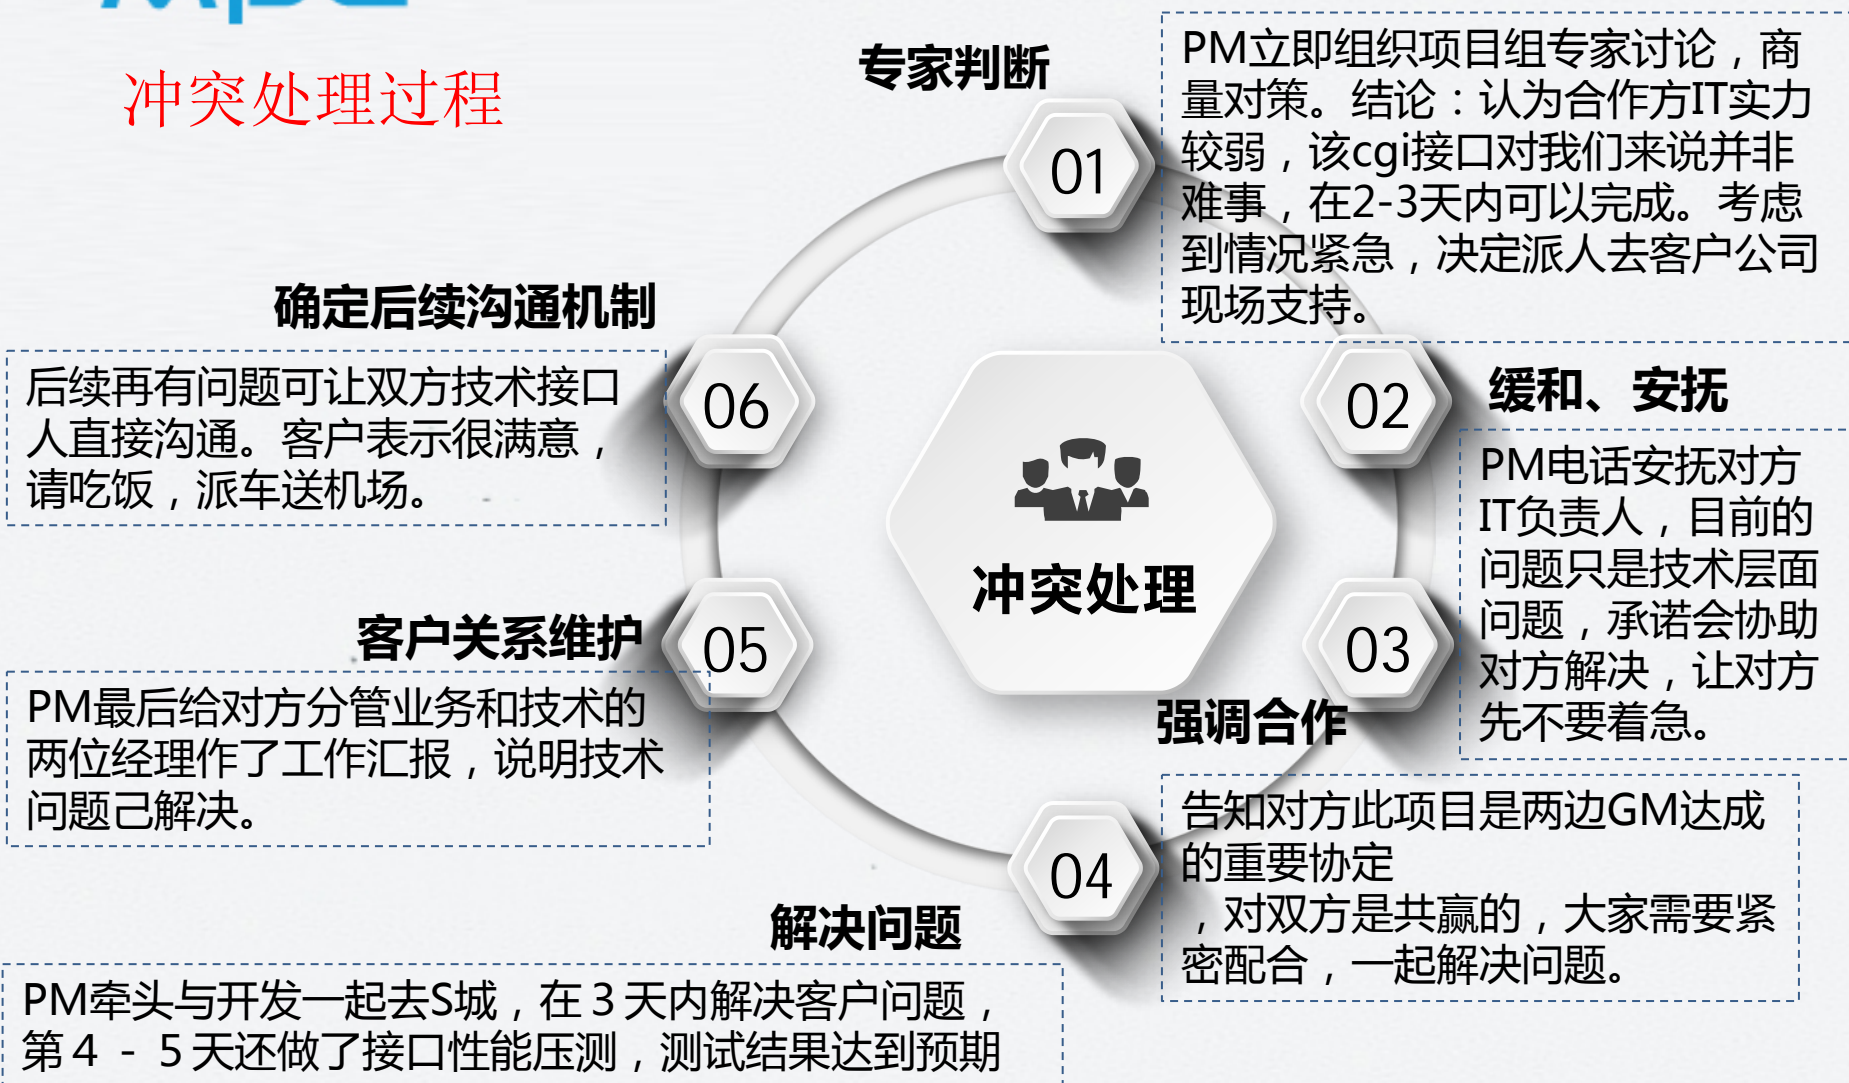 冲突处理过程
专家判断
01
PM立即组织项目组专家讨论，商
量对策。结论：认为合作方IT实力
较弱，该cgi接口对我们来说并非
难事，在2-3天内可以完成。考虑
到情况紧急，决定派人去客户公司
现场支持。
02
缓和、安抚
PM电话安抚对方
IT负责人，目前的
问题只是技术层面
问题，承诺会协助
对方解决，让对方
先不要着急。
03
强调合作
告知对方此项目是两边GM达成
的重要协定
，对双方是共赢的，大家需要紧
密配合，一起解决问题。
04
解决问题
PM牵头与开发一起去S城，在３天内解决客户问题，
第４－５天还做了接口性能压测，测试结果达到预期
05
客户关系维护
PM最后给对方分管业务和技术的
两位经理作了工作汇报，说明技术
问题己解决。
06
确定后续沟通机制
后续再有问题可让双方技术接口
人直接沟通。客户表示很满意，
请吃饭，派车送机场。
冲突处理